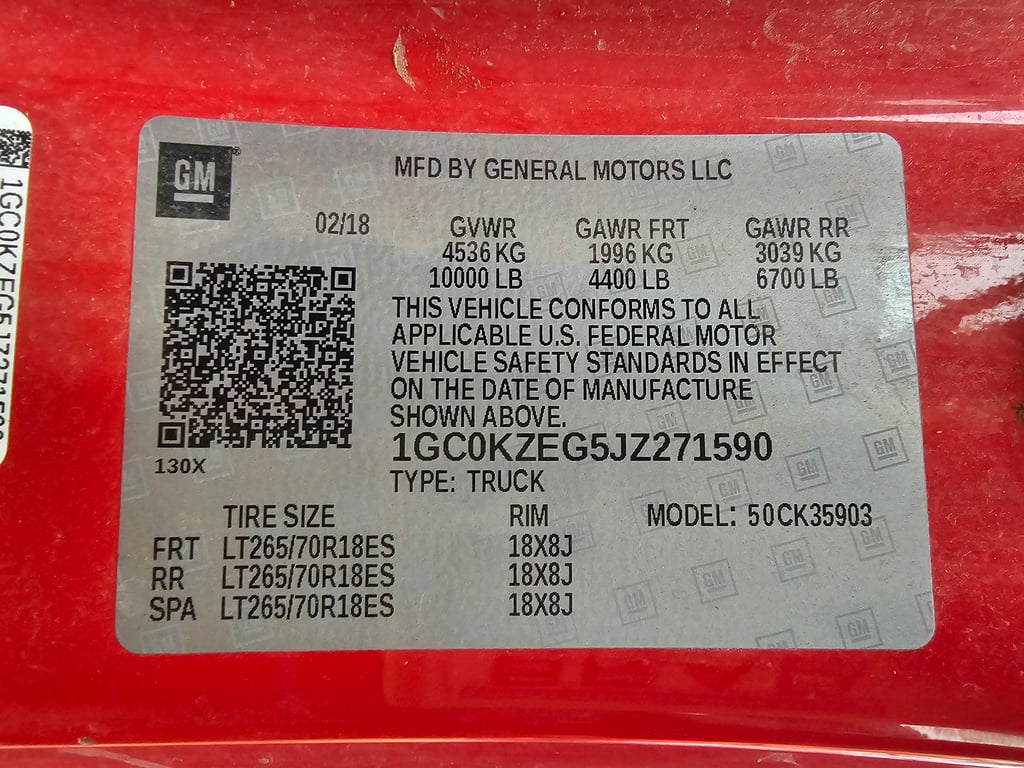 GM
MFD BY GENERAL MOTORS LLC
02/18 GVWR GAWR FRT GAWR RR
4536 KG 1996 KG 3039 KG
10000 LB 4400 LB 6700 LB
THIS VEHICLE CONFORMS TO ALL
APPLICABLE U.S. FEDERAL MOTOR
VEHICLE SAFETY STANDARDS IN EFFECT
ON THE DATE OF MANUFACTURE
SHOWN ABOVE.
1GC0KZEG5JZ271590
130X
TYPE: TRUCK
TIRE SIZE RIM MODEL: 50CK35903
FRT LT265/70R18ES 18X8J
RR LT265/70R18ES 18X8J
SPA LT265/70R18ES 18X8J